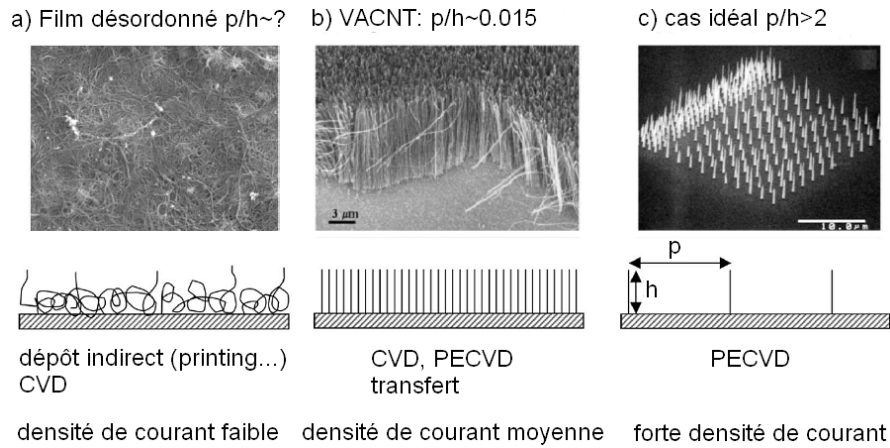 a) Film désordonné p/h~?
b) VACNT: p/h~0.015
c) cas idéal p/h>2
3 µm
10.0µm
p
h
dépôt indirect (printing...)
CVD
CVD, PECVD
transfert
PECVD
densité de courant faible
densité de courant moyenne
forte densité de courant